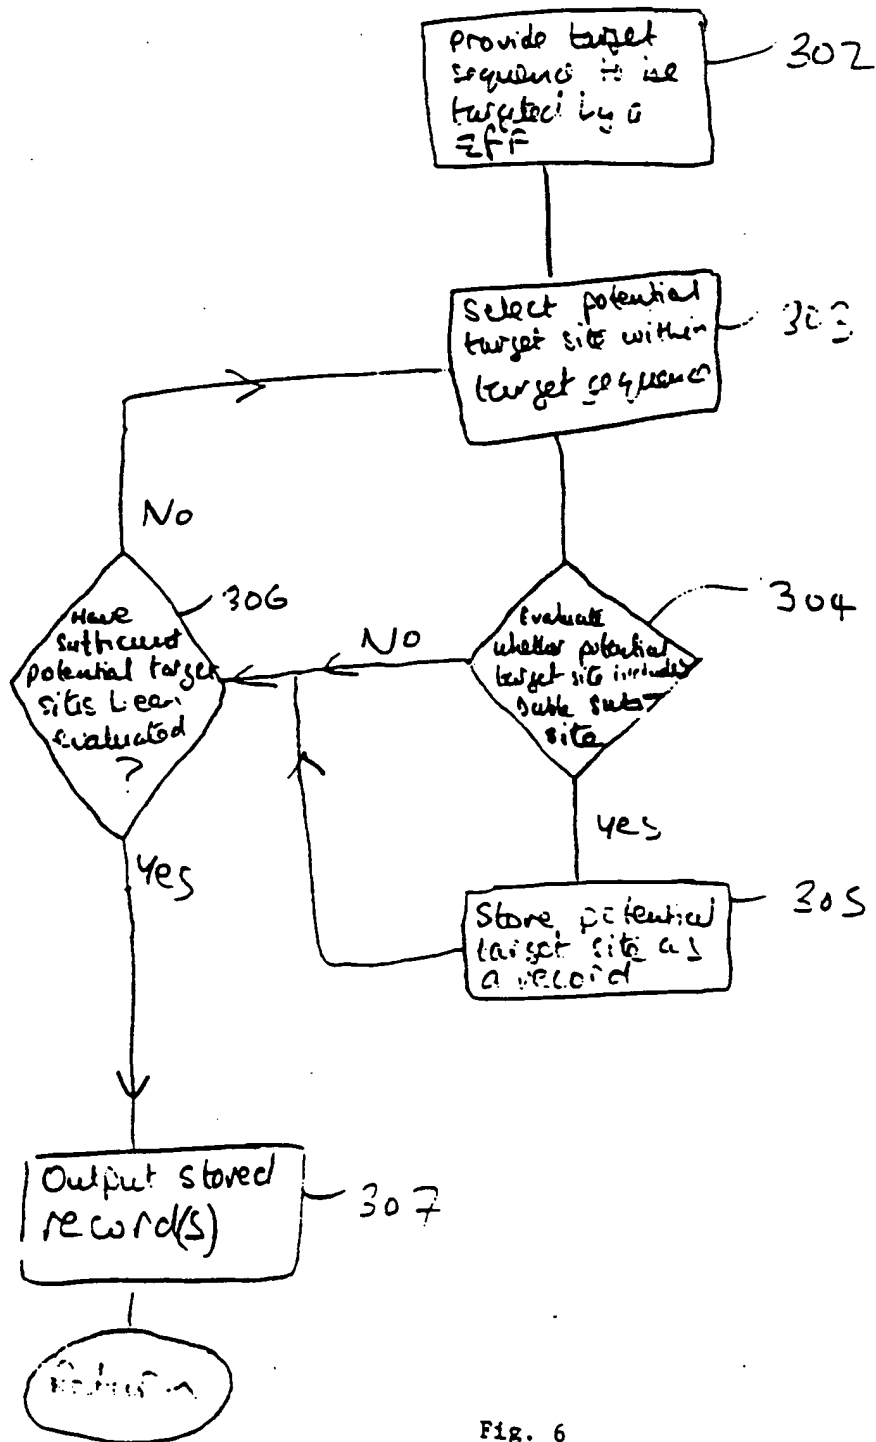 Provide target
sequence to be
targeted by a
ZFP
302
Select potential
target site within
target sequence
303
No
Have
sufficient
potential target
sites been
evaluated
?
306
No
Evaluate
whether potential
target site includes
site
304
Yes
Yes
Store potential
target site as
a record
305
Output stored
record(s)
307
Fig. 6